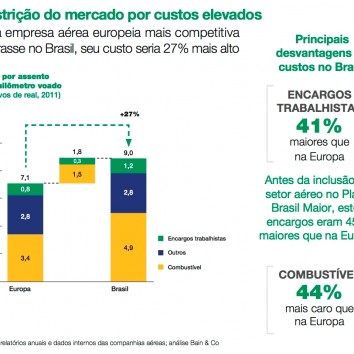 strição do mercado por custos elevados
a empresa aérea europeia mais competitiva
rasse no Brasil, seu custo seria 27% mais alto
por assento
uilômetro voado
vos de real, 2011)
+27%
1,8
9,0
7,1
0,3
1,2
0,8
1,5
2,8
2,8
Encargos trabalhistas
Outros
Combustível
3,4
4,9
Europa
Brasil
relatórios anuais e dados internos das companhias aéreas; análise Bain & Co
Principais
desvantagens
custos no Bra
ENCARGOS
TRABALHISTA
41%
maiores que
na Europa
Antes da inclusão
setor aéreo no Pla
Brasil Maior, est
encargos eram 45
maiores que na Eu
COMBUSTÍVE
44%
mais caro que
na Europa